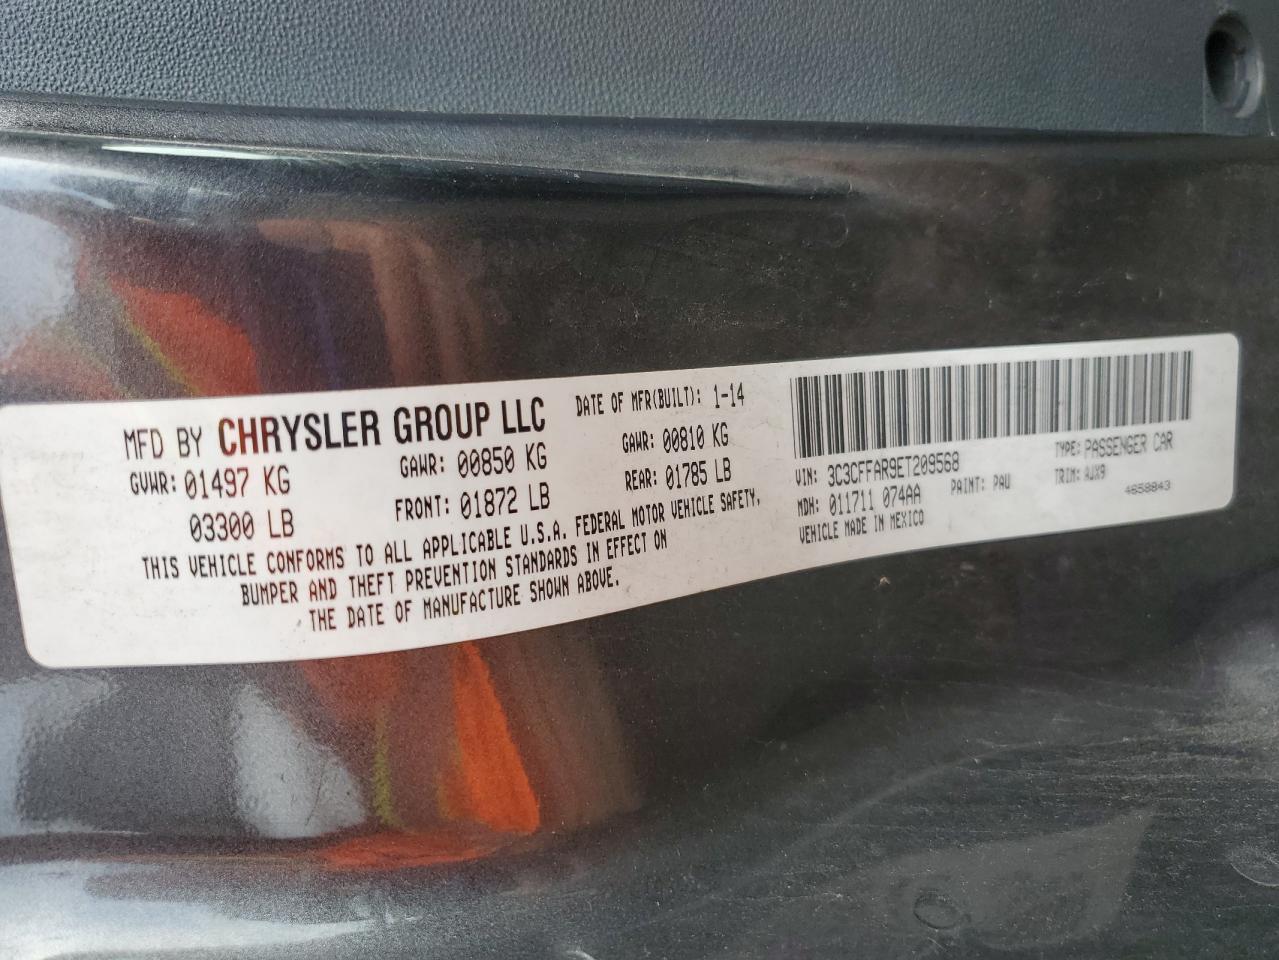 MFD BY CHRYSLER GROUP LLC DATE OF MFR(BUILT): 1-14
GVWR: 01497 KG GAWR: 00850 KG GAWR: 00810 KG
03300 LB FRONT: 01872 LB REAR: 01785 LB
THIS VEHICLE CONFORMS TO ALL APPLICABLE U.S.A. FEDERAL MOTOR VEHICLE SAFETY,
BUMPER AND THEFT PREVENTION STANDARDS IN EFFECT ON
THE DATE OF MANUFACTURE SHOWN ABOVE.
VIN: 3C3CFFAR9ET209568 TYPE: PASSENGER CAR
MDH: 011711 074AA PAINT: PAU TRIM: AJX9
VEHICLE MADE IN MEXICO 4658843